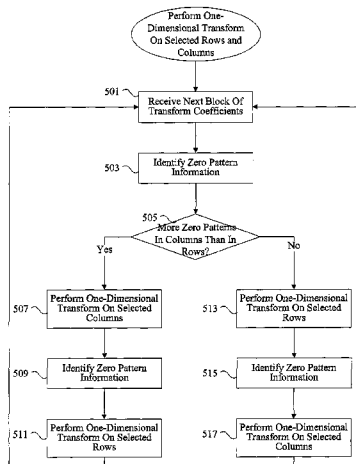 Perform One-
Dimensional Transform
On Selected Rows and
Columns
501
Receive Next Block Of
Transform Coefficients
503
Identify Zero Pattern
Information
505
More Zero Patterns
In Columns Than In
Rows?
Yes
No
507
Perform One-Dimensional
Transform On Selected
Columns
513
Perform One-Dimensional
Transform On Selected
Rows
509
Identify Zero Pattern
Information
515
Identify Zero Pattern
Information
511
Perform One-Dimensional
Transform On Selected
Rows
517
Perform One-Dimensional
Transform On Selected
Columns